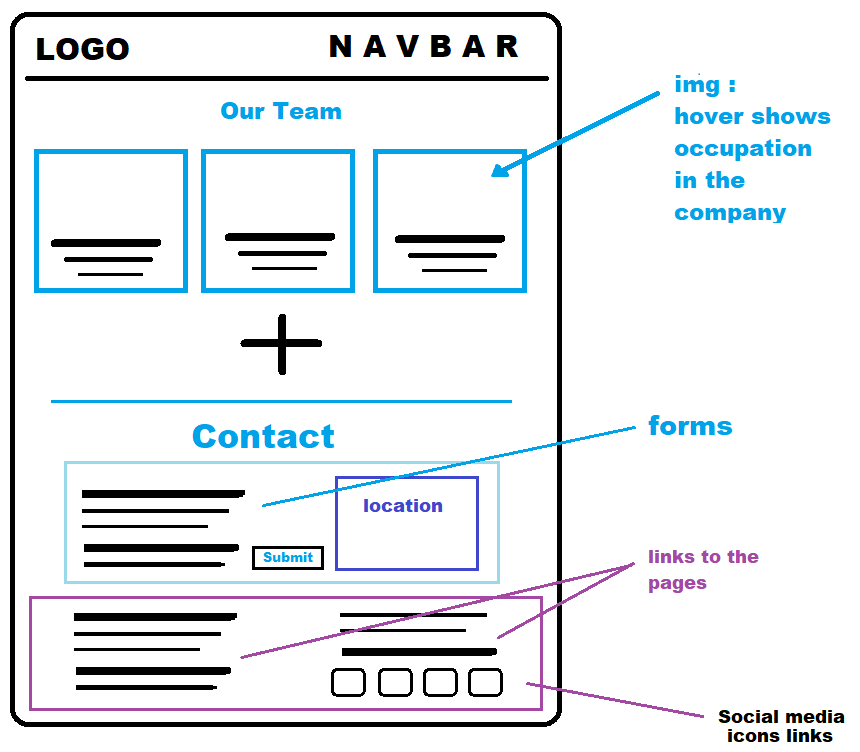 LOGO
NAVBAR
Our Team
img :
hover shows
occupation
in the
company
Contact
forms
location
Submit
links to the
pages
Social media
icons links